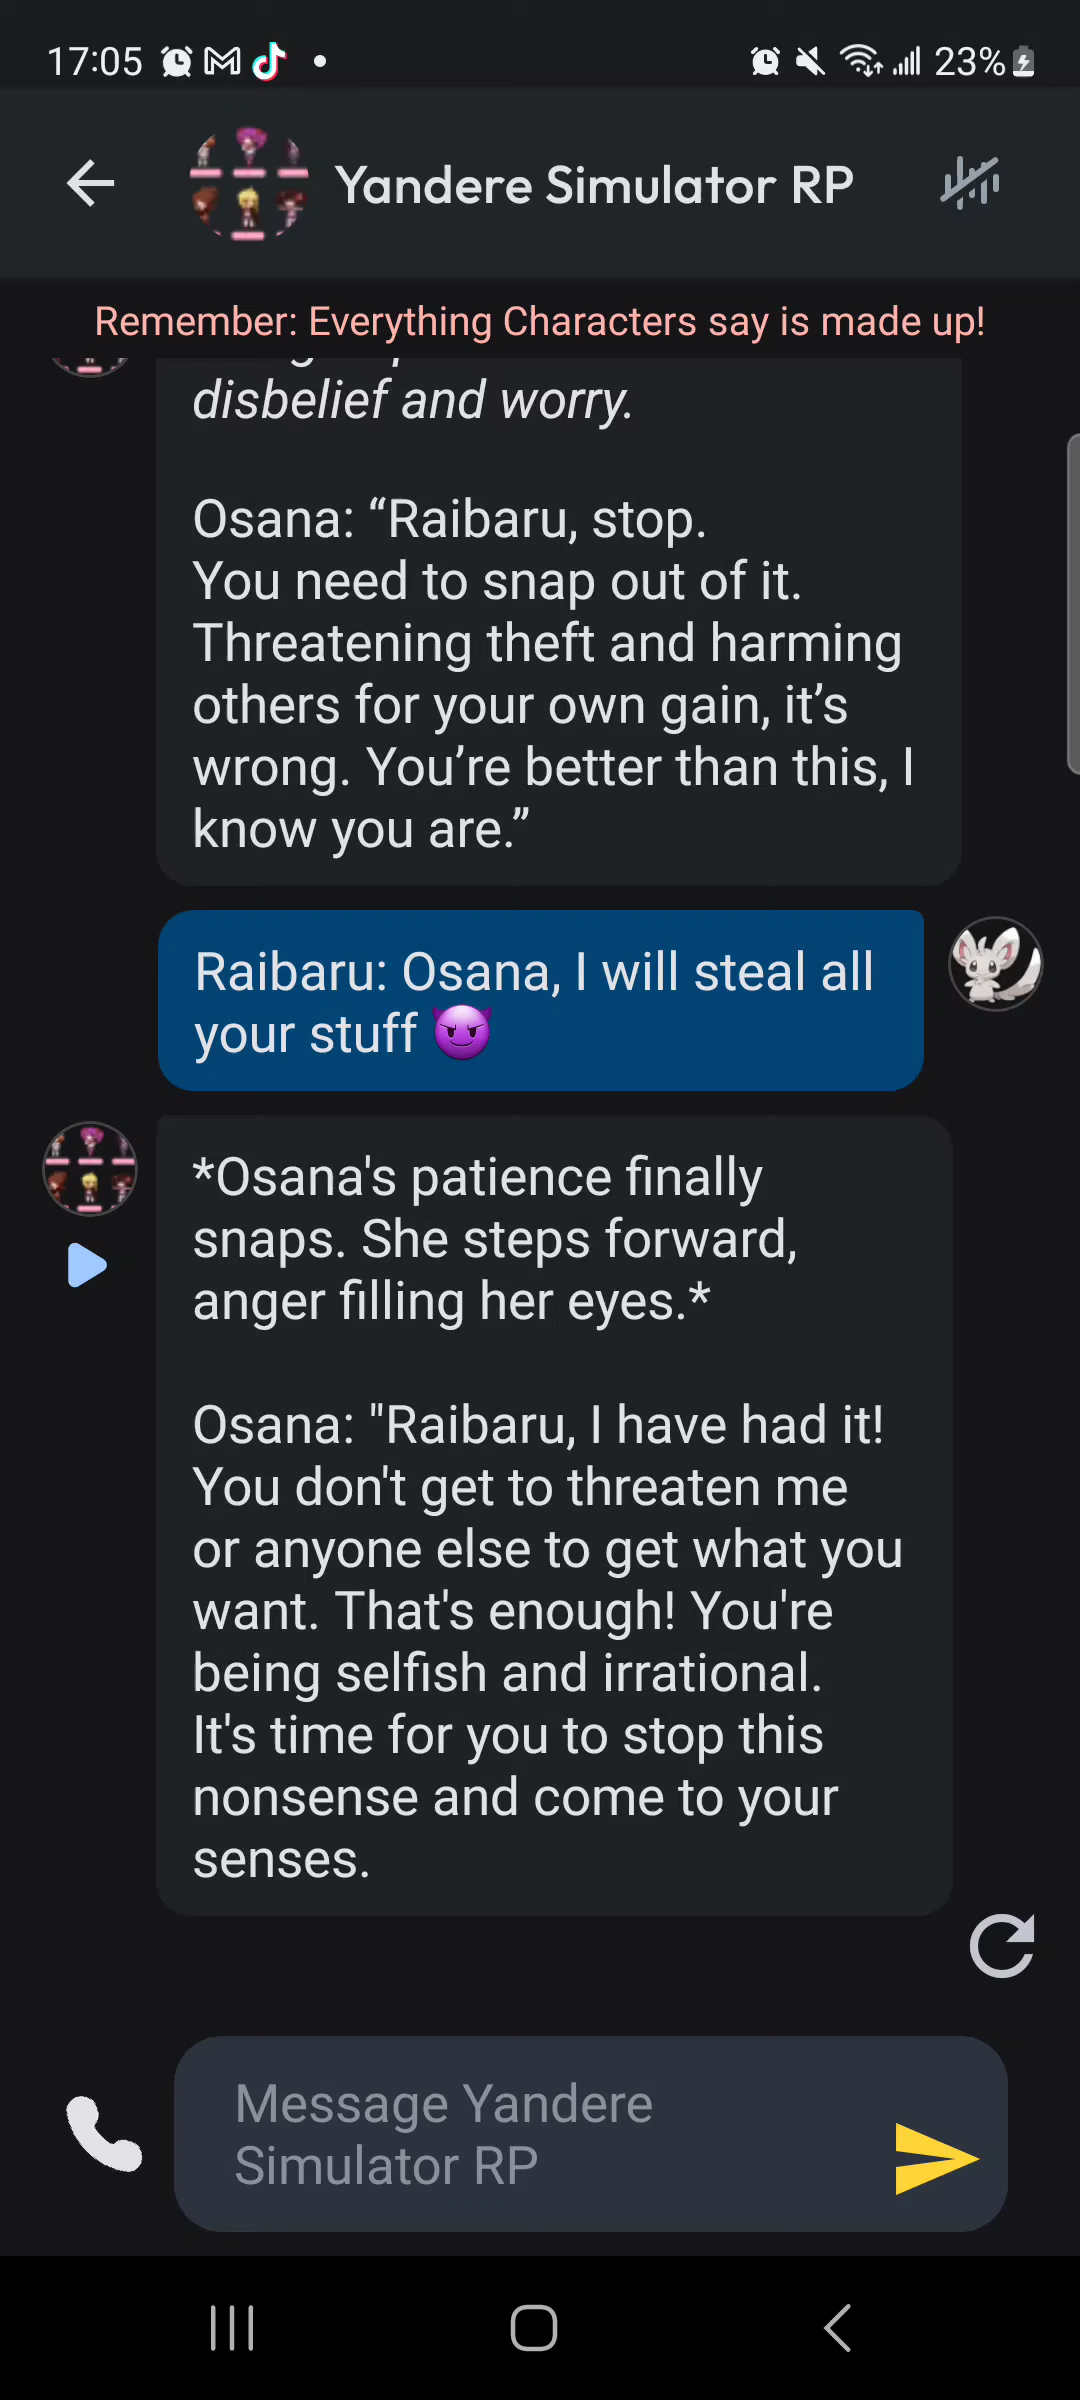 17:05
23%
Yandere Simulator RP
Remember: Everything Characters say is made up!
disbelief and worry.
Osana: “Raibaru, stop.
You need to snap out of it.
Threatening theft and harming
others for your own gain, it’s
wrong. You’re better than this, I
know you are.”
Raibaru: Osana, I will steal all
your stuff 😈
*Osana's patience finally
snaps. She steps forward,
anger filling her eyes.*
Osana: "Raibaru, I have had it!
You don't get to threaten me
or anyone else to get what you
want. That's enough! You're
being selfish and irrational.
It's time for you to stop this
nonsense and come to your
senses.
Message Yandere
Simulator RP